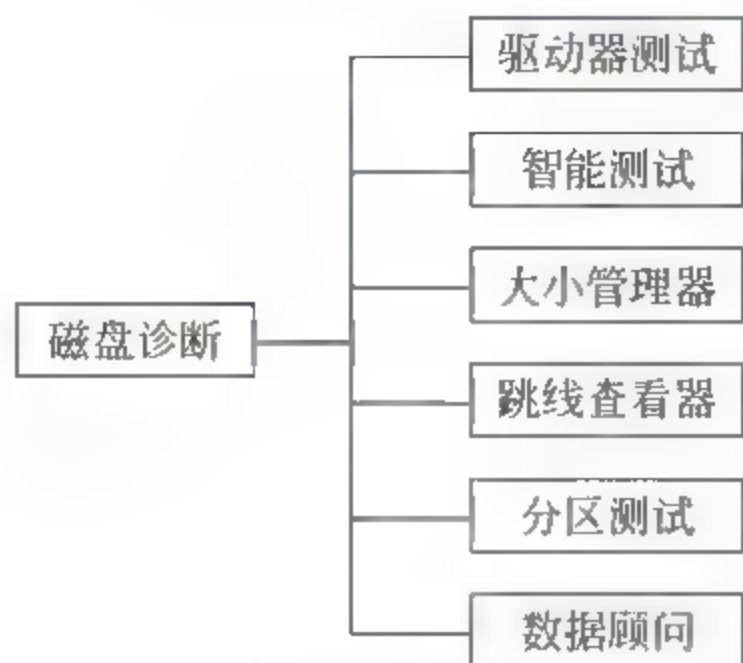 驱动器测试
智能测试
大小管理器
磁盘诊断
跳线查看器
分区测试
数据顾问